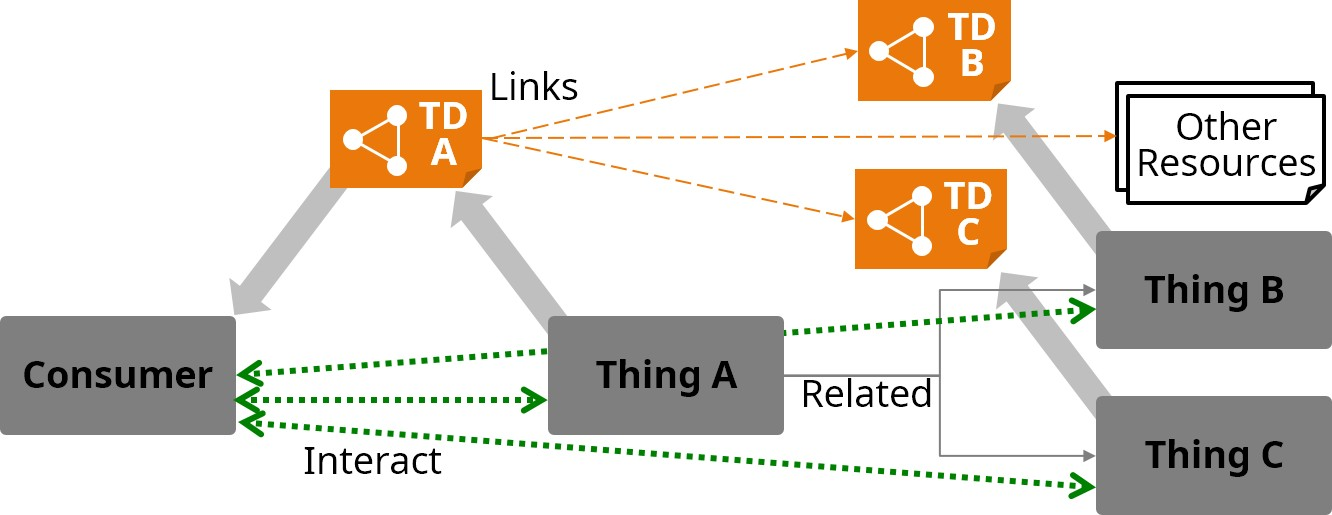 TD
B
Links
TD
A
Other
Resources
TD
C
Thing B
Consumer
Thing A
Related
Interact
Thing C